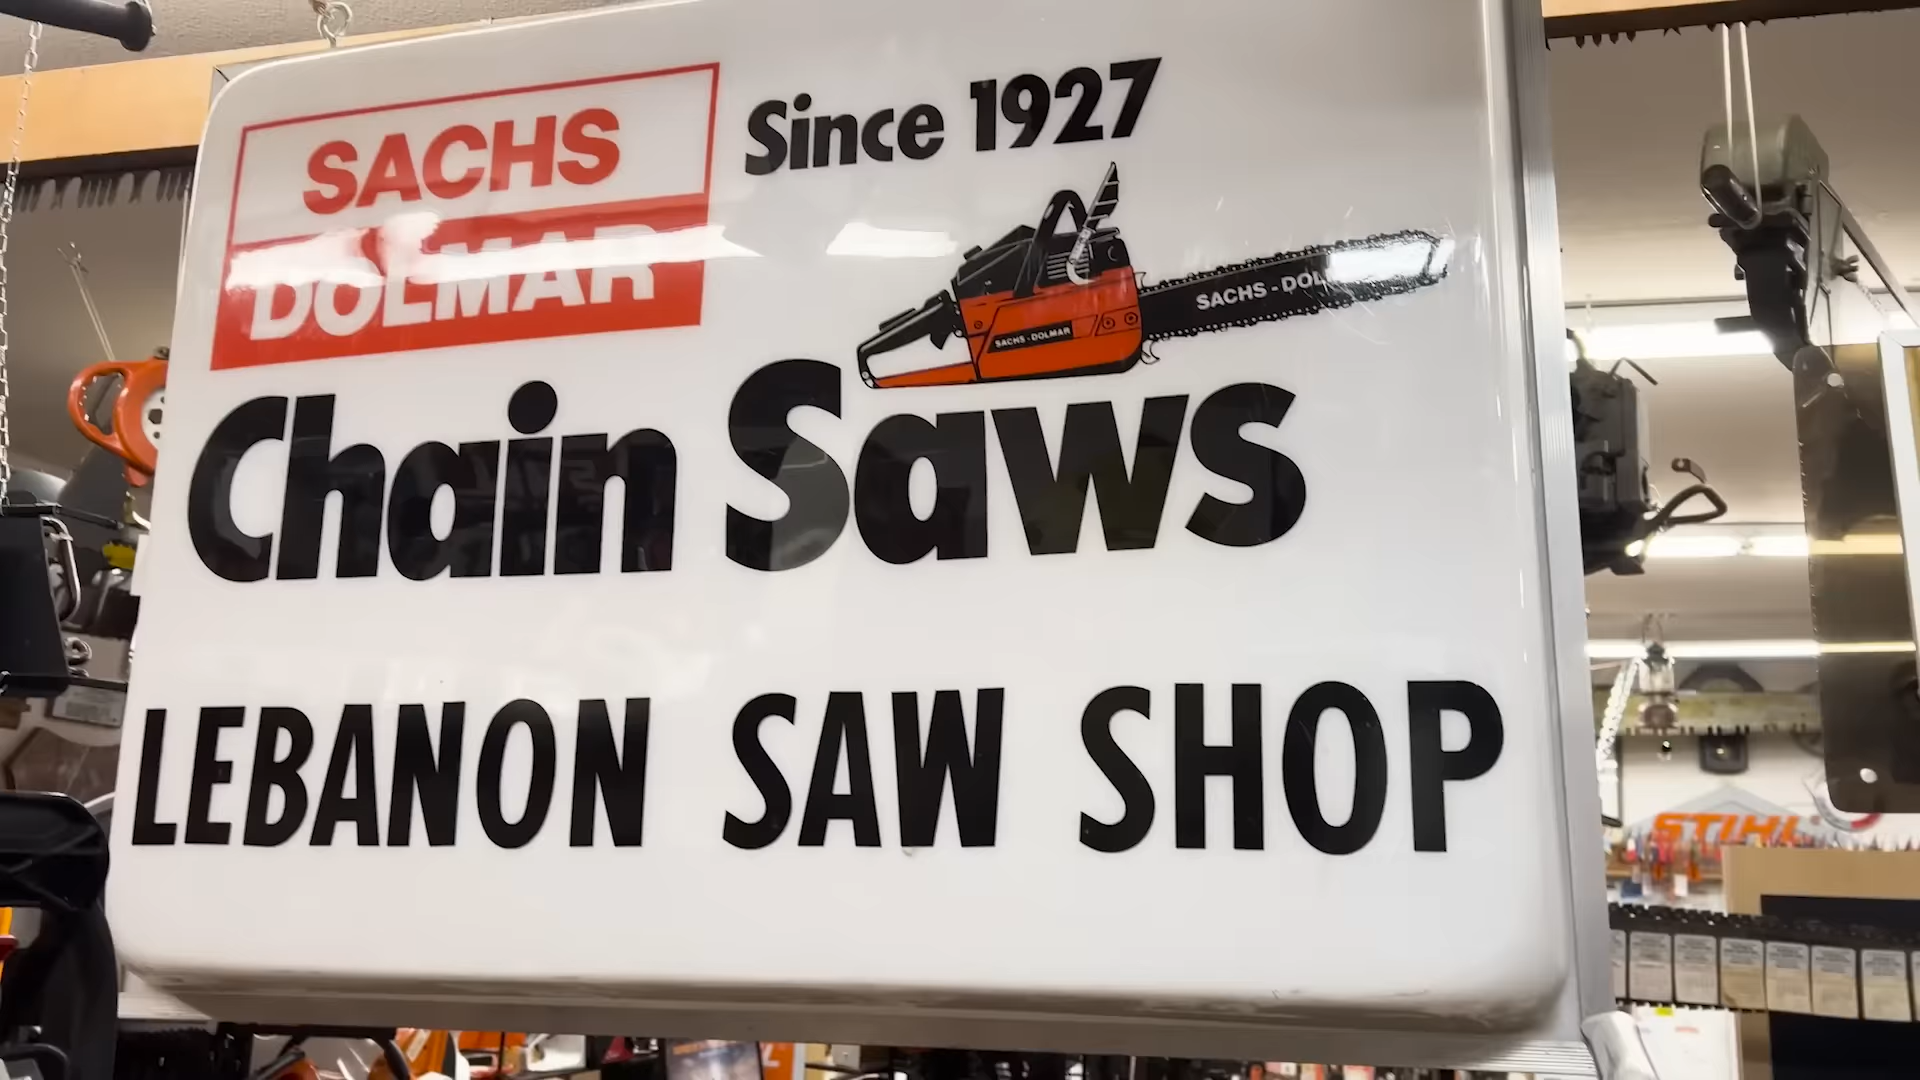 SACHS
DOLMAR
Since 1927
SACHS - DOL
SACHS - DOLMAR
Chain Saws
LEBANON SAW SHOP
STIHL